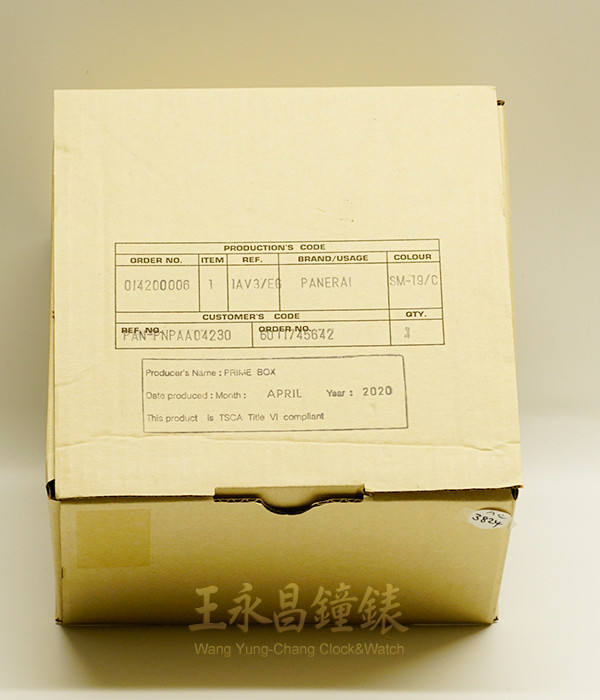 PRODUCTION'S CODE
ORDER NO. ITEM REF. BRAND/USAGE COLOUR
014200006 1 1AV3/EG PANERAI SM-19/C
CUSTOMER'S CODE QTY.
REF. NO. ORDER NO.
PAN-PNPAA04230 6011745642
Producer's Name : PRIME BOX
Date produced : Month : APRIL Year : 2020
This product is TSCA Title VI compliant
3824
王永昌鐘錶
Wang Yung-Chang Clock&Watch